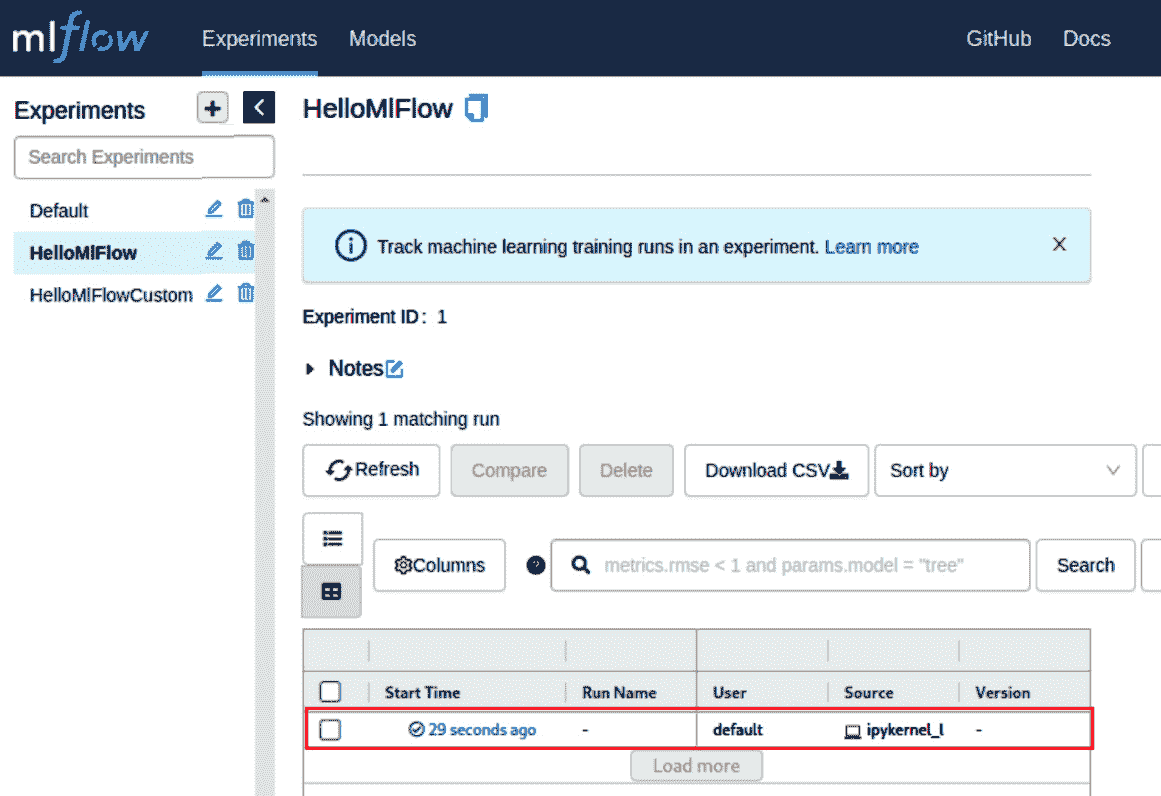 mlflow Experiments Models GitHub Docs
Experiments
Search Experiments
Default
HelloMlFlow
HelloMlFlowCustom
HelloMlFlow
Track machine learning training runs in an experiment. Learn more
Experiment ID: 1
Notes
Showing 1 matching run
Refresh Compare Delete Download CSV Sort by
Columns metrics.rmse < 1 and params.model = "tree" Search
Start Time Run Name User Source Version
29 seconds ago - default ipykernel_l -
Load more